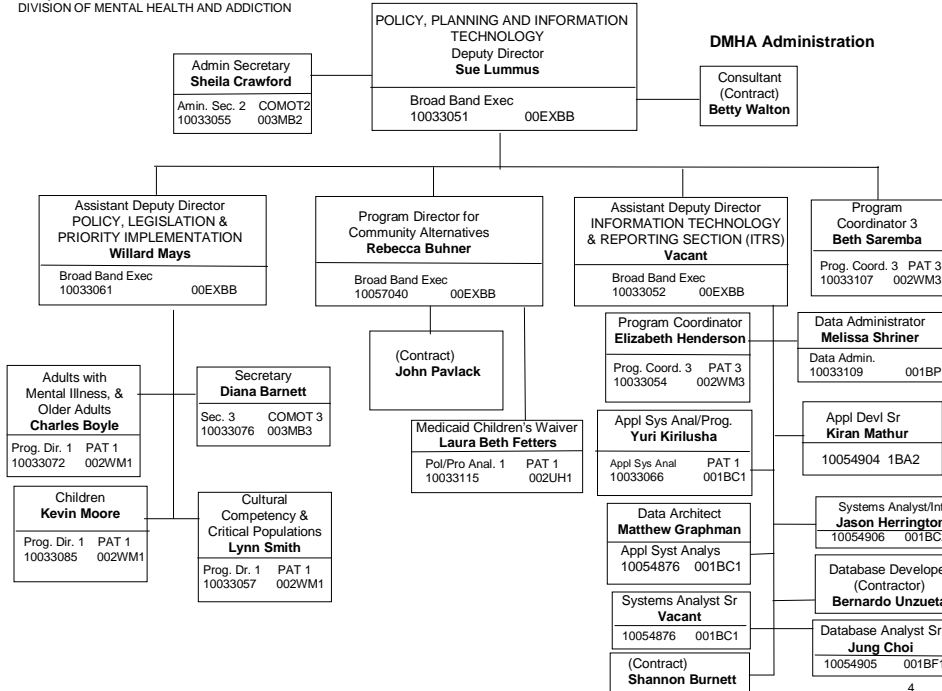 DIVISION OF MENTAL HEALTH AND ADDICTION
POLICY, PLANNING AND INFORMATION
TECHNOLOGY
Deputy Director
Sue Lummus
Broad Band Exec
10033051 00EXBB
DMHA Administration
Admin Secretary
Sheila Crawford
Amin. Sec. 2 COMOT2
10033055 003MB2
Consultant
(Contract)
Betty Walton
Assistant Deputy Director
POLICY, LEGISLATION &
PRIORITY IMPLEMENTATION
Willard Mays
Broad Band Exec
10033061 00EXBB
Program Director for
Community Alternatives
Rebecca Buhner
Broad Band Exec
10057040 00EXBB
Assistant Deputy Director
INFORMATION TECHNOLOGY
& REPORTING SECTION (ITRS)
Vacant
Broad Band Exec
10033052 00EXBB
Program
Coordinator 3
Beth Saremba
Prog. Coord. 3 PAT 3
10033107 002WM3
Adults with
Mental Illness, &
Older Adults
Charles Boyle
Prog. Dir. 1 PAT 1
10033072 002WM1
Secretary
Diana Barnett
Sec. 3 COMOT 3
10033076 003MB3
Children
Kevin Moore
Prog. Dir. 1 PAT 1
10033085 002WM1
Cultural
Competency &
Critical Populations
Lynn Smith
Prog. Dr. 1 PAT 1
10033057 002WM1
(Contract)
John Pavlack
Medicaid Children's Waiver
Laura Beth Fetters
Pol/Pro Anal. 1 PAT 1
10033115 002UH1
Program Coordinator
Elizabeth Henderson
Prog. Coord. 3 PAT 3
10033054 002WM3
Data Administrator
Melissa Shriner
Data Admin.
10033109 001BP
Appl Sys Anal/Prog.
Yuri Kirilusha
Appl Sys Anal PAT 1
10033066 001BC1
Appl Devl Sr
Kiran Mathur
10054904 1BA2
Data Architect
Matthew Graphman
Appl Syst Analys
10054876 001BC1
Systems Analyst/Int
Jason Herrington
10054906 001BC
Systems Analyst Sr
Vacant
10054876 001BC1
Database Develope
(Contractor)
Bernardo Unzueta
(Contract)
Shannon Burnett
Database Analyst Sr
Jung Choi
10054905 001BF1
4